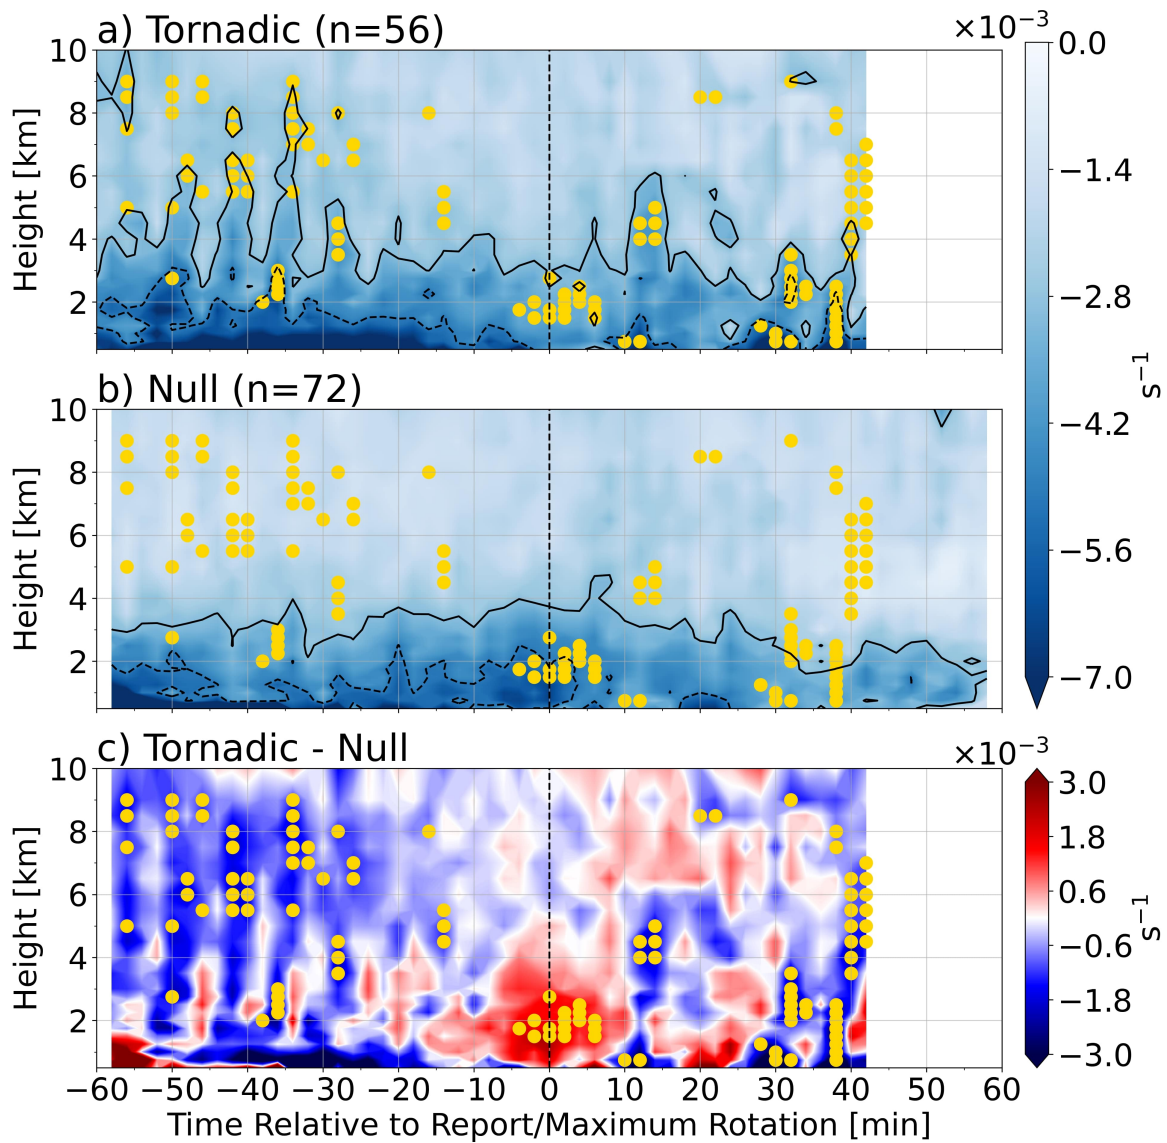 a) Tornadic (n=56)
×10−3
10
8
6
4
2
Height [km]
0.0
−1.4
−2.8
−4.2
−5.6
−7.0
s−1
b) Null (n=72)
10
8
6
4
2
Height [km]
c) Tornadic - Null
×10−3
10
8
6
4
2
Height [km]
3.0
1.8
0.6
−0.6
−1.8
−3.0
s−1
−60 −50 −40 −30 −20 −10 0 10 20 30 40 50 60
Time Relative to Report/Maximum Rotation [min]